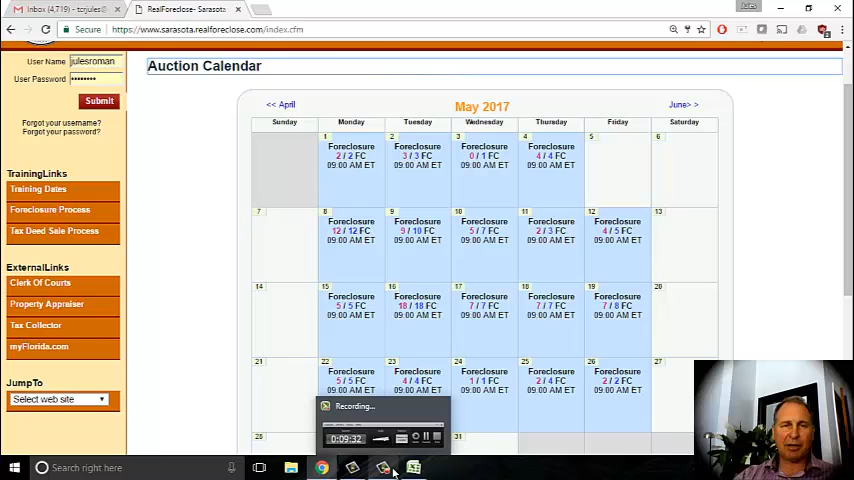 Jules
Inbox (4,719) - tcrjules
RealForeclose- Sarasota
Secure https://www.sarasota.realforeclose.com/index.cfm
User Name julesroman
User Password ••••••••
Submit
Forgot your username?
Forgot your password?
TrainingLinks
Training Dates
Foreclosure Process
Tax Deed Sale Process
ExternalLinks
Clerk Of Courts
Property Appraiser
Tax Collector
myFlorida.com
JumpTo
Select web site
Auction Calendar
<< April May 2017 June> >
Sunday Monday Tuesday Wednesday Thursday Friday Saturday
1 2 3 4 5 6
Foreclosure Foreclosure Foreclosure Foreclosure
2 / 2 FC 3 / 3 FC 0 / 1 FC 4 / 4 FC
09:00 AM ET 09:00 AM ET 09:00 AM ET 09:00 AM ET
7 8 9 10 11 12 13
Foreclosure Foreclosure Foreclosure Foreclosure Foreclosure
12 / 12 FC 9 / 10 FC 5 / 7 FC 2 / 3 FC 4 / 5 FC
09:00 AM ET 09:00 AM ET 09:00 AM ET 09:00 AM ET 09:00 AM ET
14 15 16 17 18 19 20
Foreclosure Foreclosure Foreclosure Foreclosure Foreclosure
5 / 5 FC 18 / 18 FC 7 / 7 FC 7 / 7 FC 7 / 8 FC
09:00 AM ET 09:00 AM ET 09:00 AM ET 09:00 AM ET 09:00 AM ET
21 22 23 24 25 26 27
Foreclosure Foreclosure Foreclosure Foreclosure Foreclosure
5 / 5 FC 4 / 4 FC 1 / 1 FC 2 / 4 FC 2 / 2 FC
09:00 AM ET 09:00 AM ET 09:00 AM ET
28 31
Recording...
0:09:32
Search right here